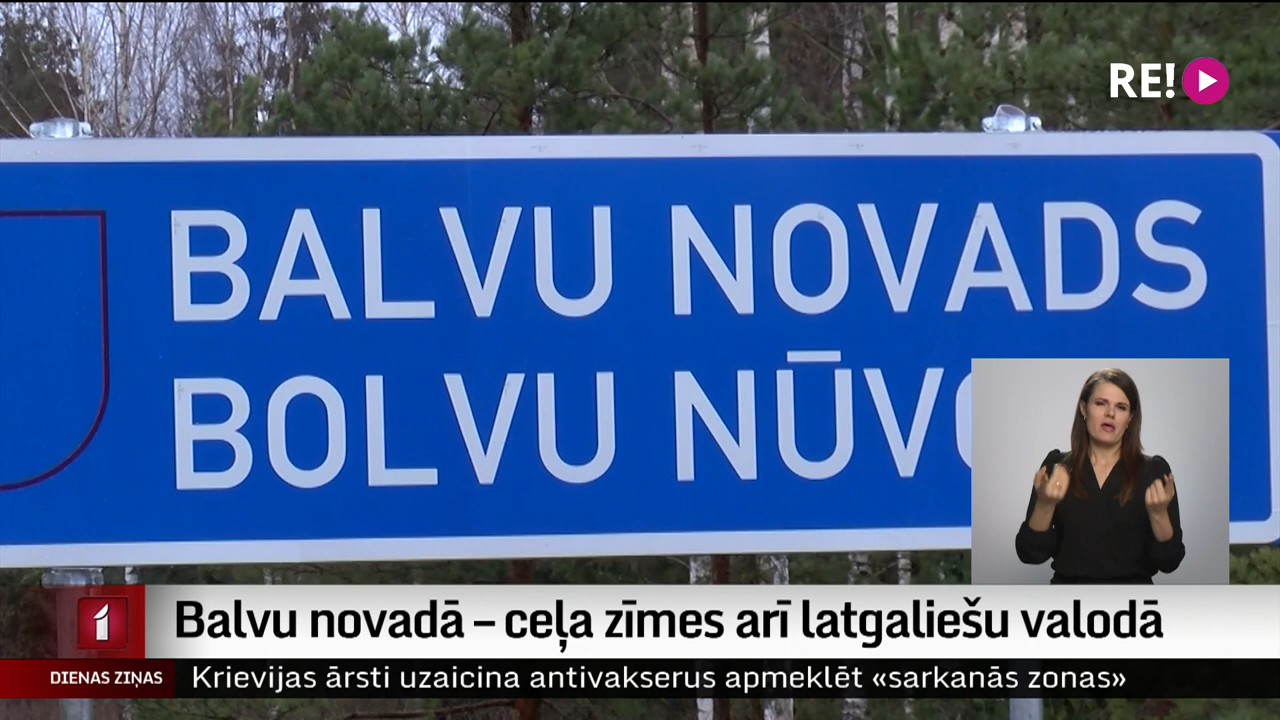 RE!
BALVU NOVADS
BOLVU NŪVO
1
Balvu novadā – ceļa zīmes arī latgaliešu valodā
DIENAS ZIŅAS
Krievijas ārsti uzaicina antivakserus apmeklēt «sarkanās zonas»